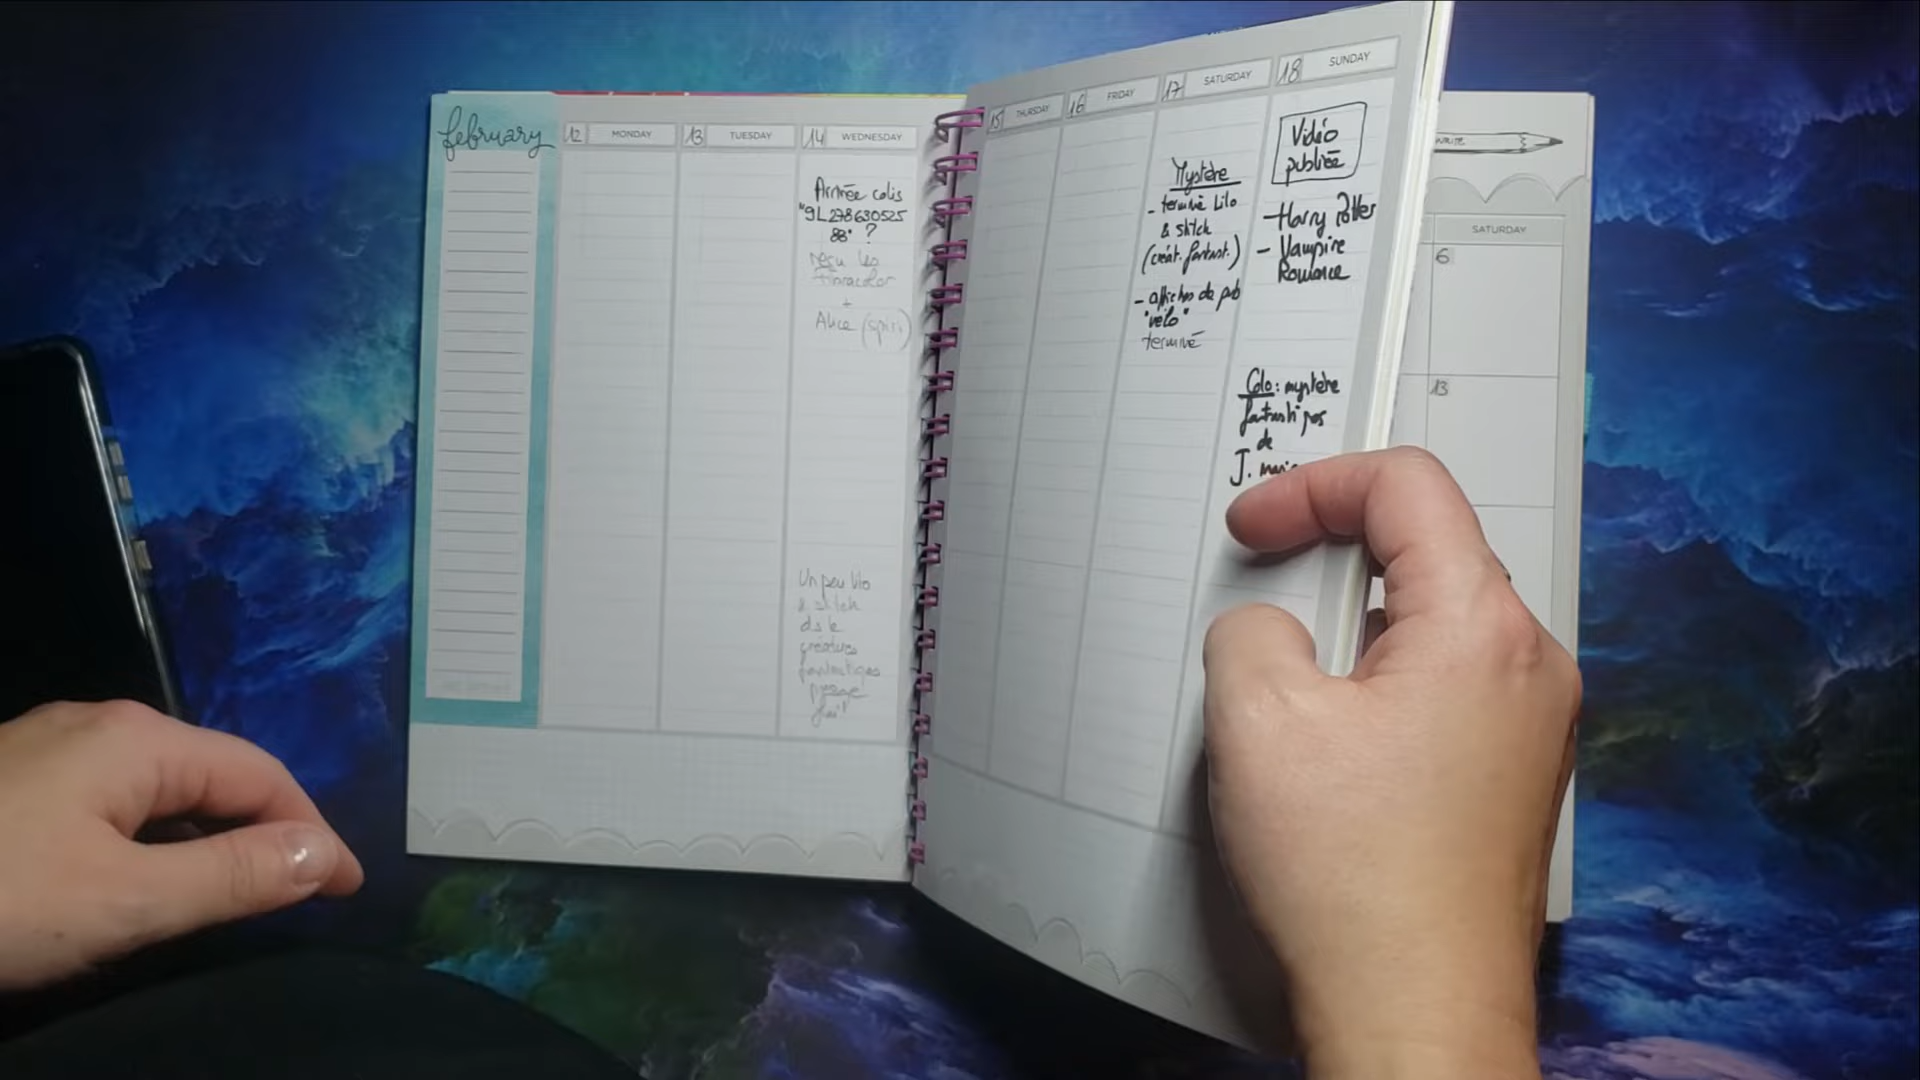 february
12 MONDAY
13 TUESDAY
14 WEDNESDAY
Arrivée colis
"9L278630525
88" ?
reçu les
+
Alice (spiri)
Un peu lilo
& stitch
ds le
créatures
fantastiques
15 THURSDAY
16 FRIDAY
17 SATURDAY
Mystère
- terminé Lilo
& stitch
(créat. fantast.)
- affiches de pub
"vélo"
terminé
18 SUNDAY
Vidéo
publiée
- Harry Potter
- Vampire
Romance
Colo: mystère
de
J.
WRITE
SATURDAY
6
13